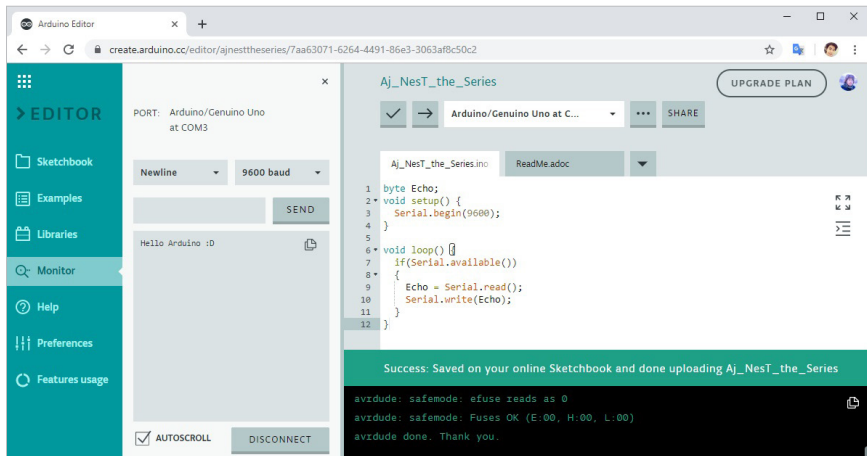 Arduino Editor
create.arduino.cc/editor/ajnesttheseries/7aa63071-6264-4491-86e3-3063af8c50c2
>EDITOR
Sketchbook
Examples
Libraries
Monitor
Help
Preferences
Features usage
PORT: Arduino/Genuino Uno
at COM3
Newline
9600 baud
SEND
Hello Arduino :D
AUTOSCROLL
DISCONNECT
Aj_NesT_the_Series
UPGRADE PLAN
Arduino/Genuino Uno at C...
SHARE
Aj_NesT_the_Series.ino
ReadMe.adoc
1 byte Echo;
2 void setup() {
3 Serial.begin(9600);
4 }
5
6 void loop() {
7 if(Serial.available())
8 {
9 Echo = Serial.read();
10 Serial.write(Echo);
11 }
12 }
Success: Saved on your online Sketchbook and done uploading Aj_NesT_the_Series
avrdude: safemode: efuse reads as 0
avrdude: safemode: Fuses OK (E:00, H:00, L:00)
avrdude done. Thank you.